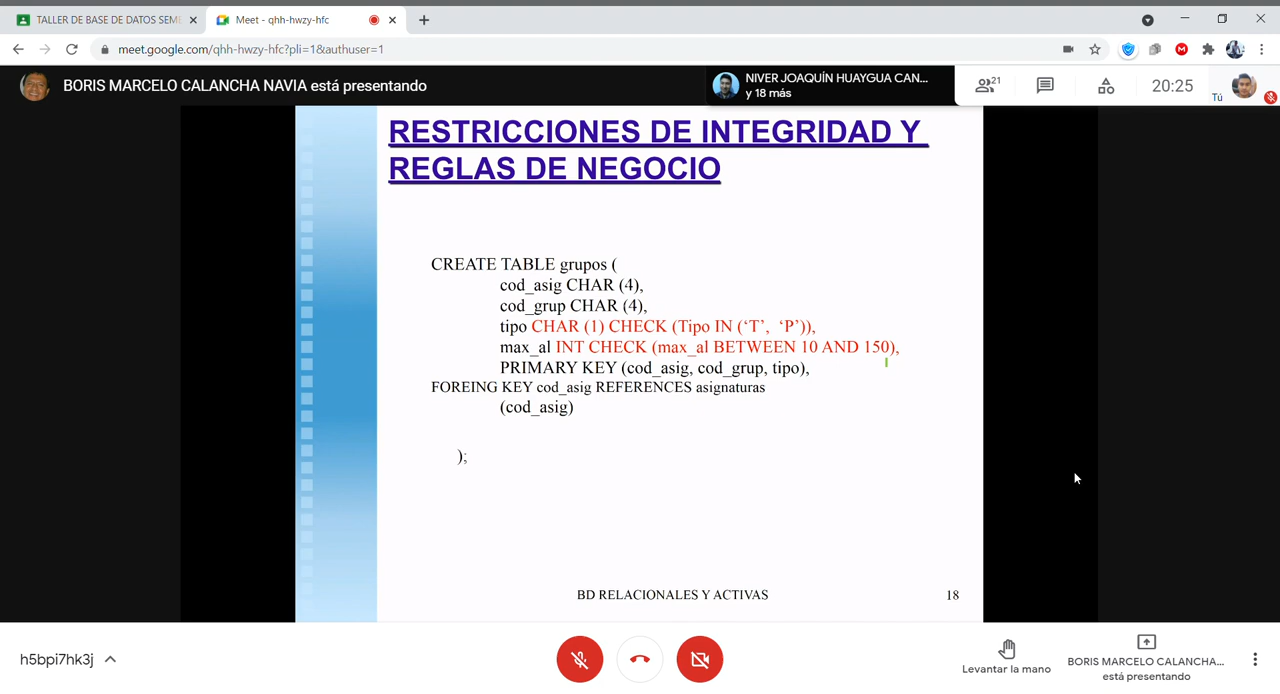 TALLER DE BASE DE DATOS SEME
Meet - qhh-hwzy-hfc
meet.google.com/qhh-hwzy-hfc?pli=1&authuser=1
BORIS MARCELO CALANCHA NAVIA está presentando
NIVER JOAQUÍN HUAYGUA CAN...
y 18 más
21
20:25
Tú
RESTRICCIONES DE INTEGRIDAD Y
REGLAS DE NEGOCIO
CREATE TABLE grupos (
cod_asig CHAR (4),
cod_grup CHAR (4),
tipo CHAR (1) CHECK (Tipo IN (‘T’, ‘P’)),
max_al INT CHECK (max_al BETWEEN 10 AND 150),
PRIMARY KEY (cod_asig, cod_grup, tipo),
FOREING KEY cod_asig REFERENCES asignaturas
(cod_asig)
);
BD RELACIONALES Y ACTIVAS
18
h5bpi7hk3j
Levantar la mano
BORIS MARCELO CALANCHA...
está presentando